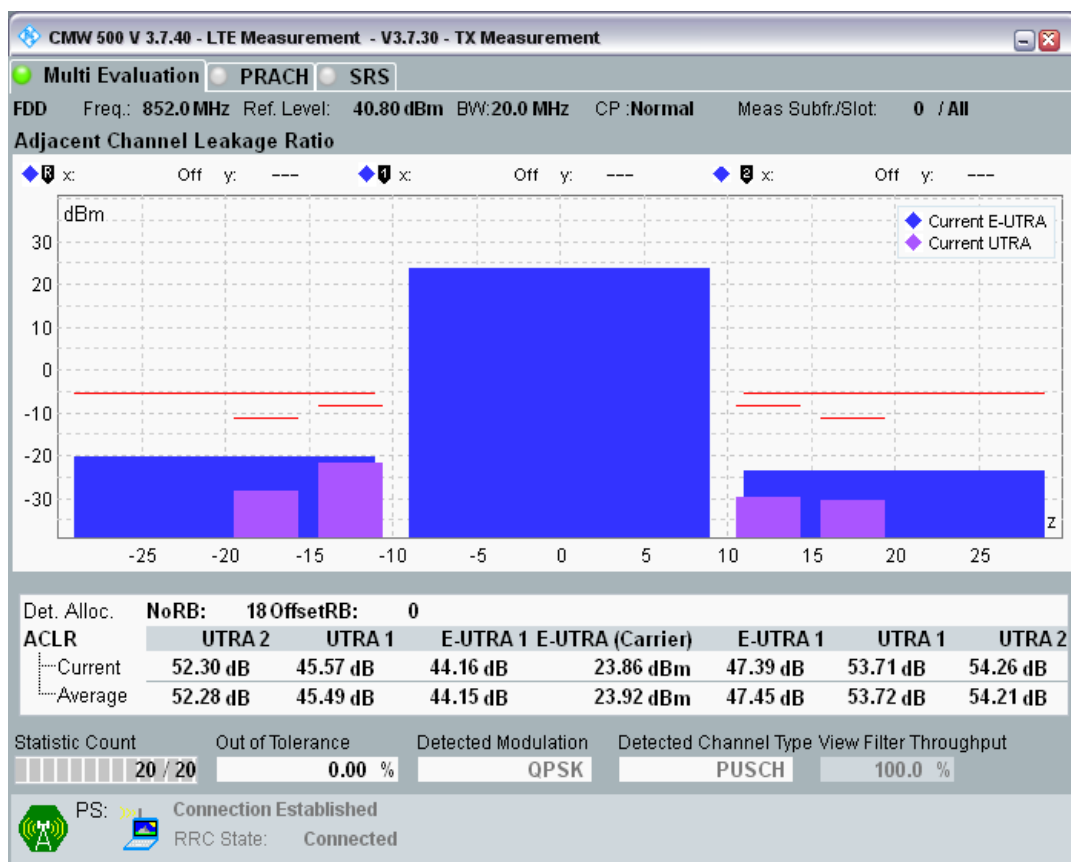 CMW 500 V 3.7.40 - LTE Measurement - V3.7.30 - TX Measurement
Multi Evaluation PRACH SRS
FDD Freq.: 852.0 MHz Ref. Level: 40.80 dBm BW:20.0 MHz CP :Normal Meas Subfr./Slot: 0 / All
Adjacent Channel Leakage Ratio
R x: Off y: --- 1 x: Off y: --- 2 x: Off y: ---
dBm
Current E-UTRA
Current UTRA
30
20
10
0
-10
-20
-30
z
-25 -20 -15 -10 -5 0 5 10 15 20 25
Det. Alloc. NoRB: 18 OffsetRB: 0
ACLR UTRA 2 UTRA 1 E-UTRA 1 E-UTRA (Carrier) E-UTRA 1 UTRA 1 UTRA 2
Current 52.30 dB 45.57 dB 44.16 dB 23.86 dBm 47.39 dB 53.71 dB 54.26 dB
Average 52.28 dB 45.49 dB 44.15 dB 23.92 dBm 47.45 dB 53.72 dB 54.21 dB
Statistic Count Out of Tolerance Detected Modulation Detected Channel Type View Filter Throughput
20 / 20 0.00 % QPSK PUSCH 100.0 %
PS: Connection Established
RRC State: Connected